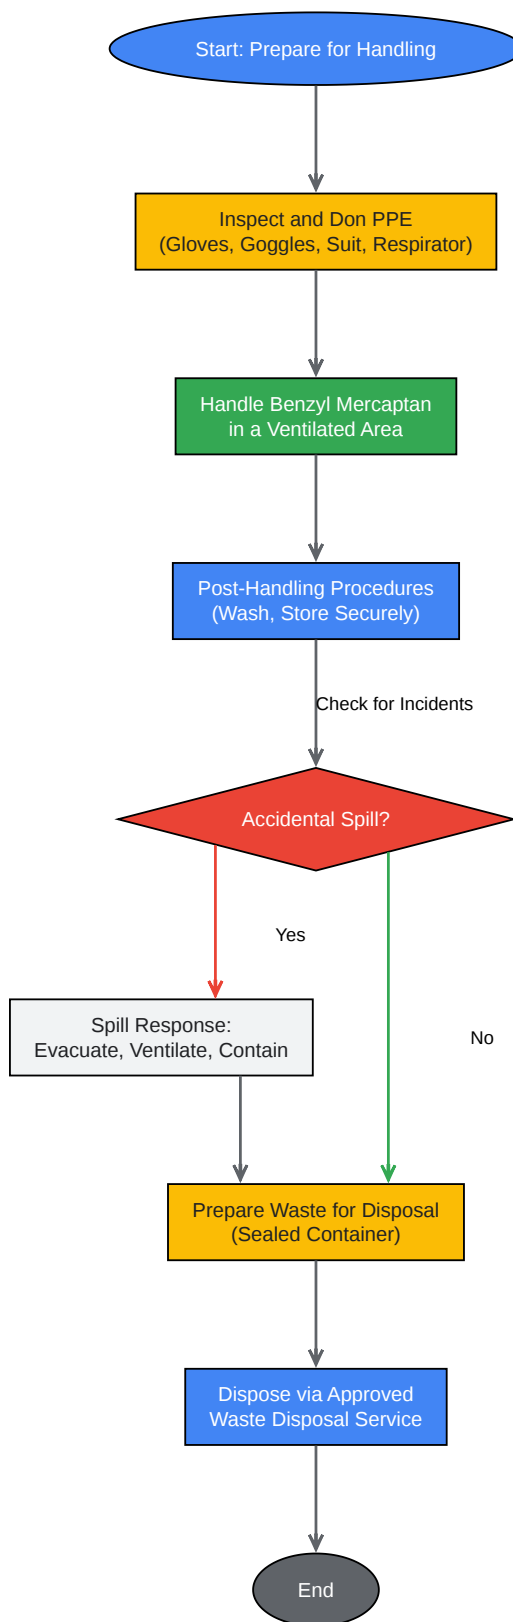 Start: Prepare for Handling
Inspect and Don PPE
(Gloves, Goggles, Suit, Respirator)
Handle Benzyl Mercaptan
in a Ventilated Area
Post-Handling Procedures
(Wash, Store Securely)
Check for Incidents
Accidental Spill?
Yes
Spill Response:
Evacuate, Ventilate, Contain
No
Prepare Waste for Disposal
(Sealed Container)
Dispose via Approved
Waste Disposal Service
End